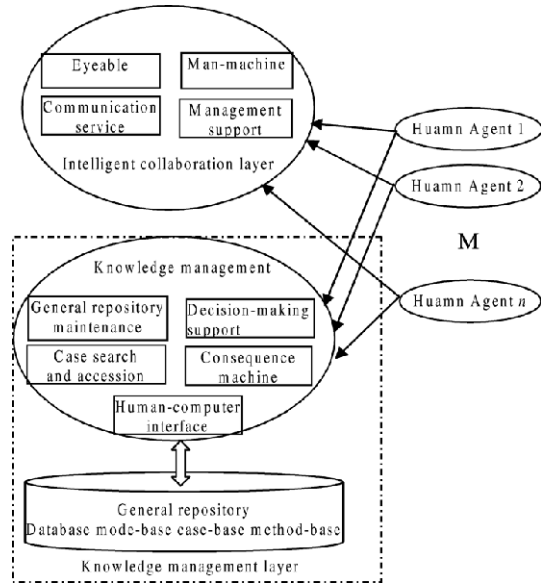 Eyeable
Man-machine
Communication
service
Management
support
Intelligent collaboration layer
Huamn Agent 1
Huamn Agent 2
M
Huamn Agent n
Knowledge management
General repository
maintenance
Decision-making
support
Case search
and accession
Consequence
machine
Human-computer
interface
General repository
Database mode-base case-base method-base
Knowledge management layer